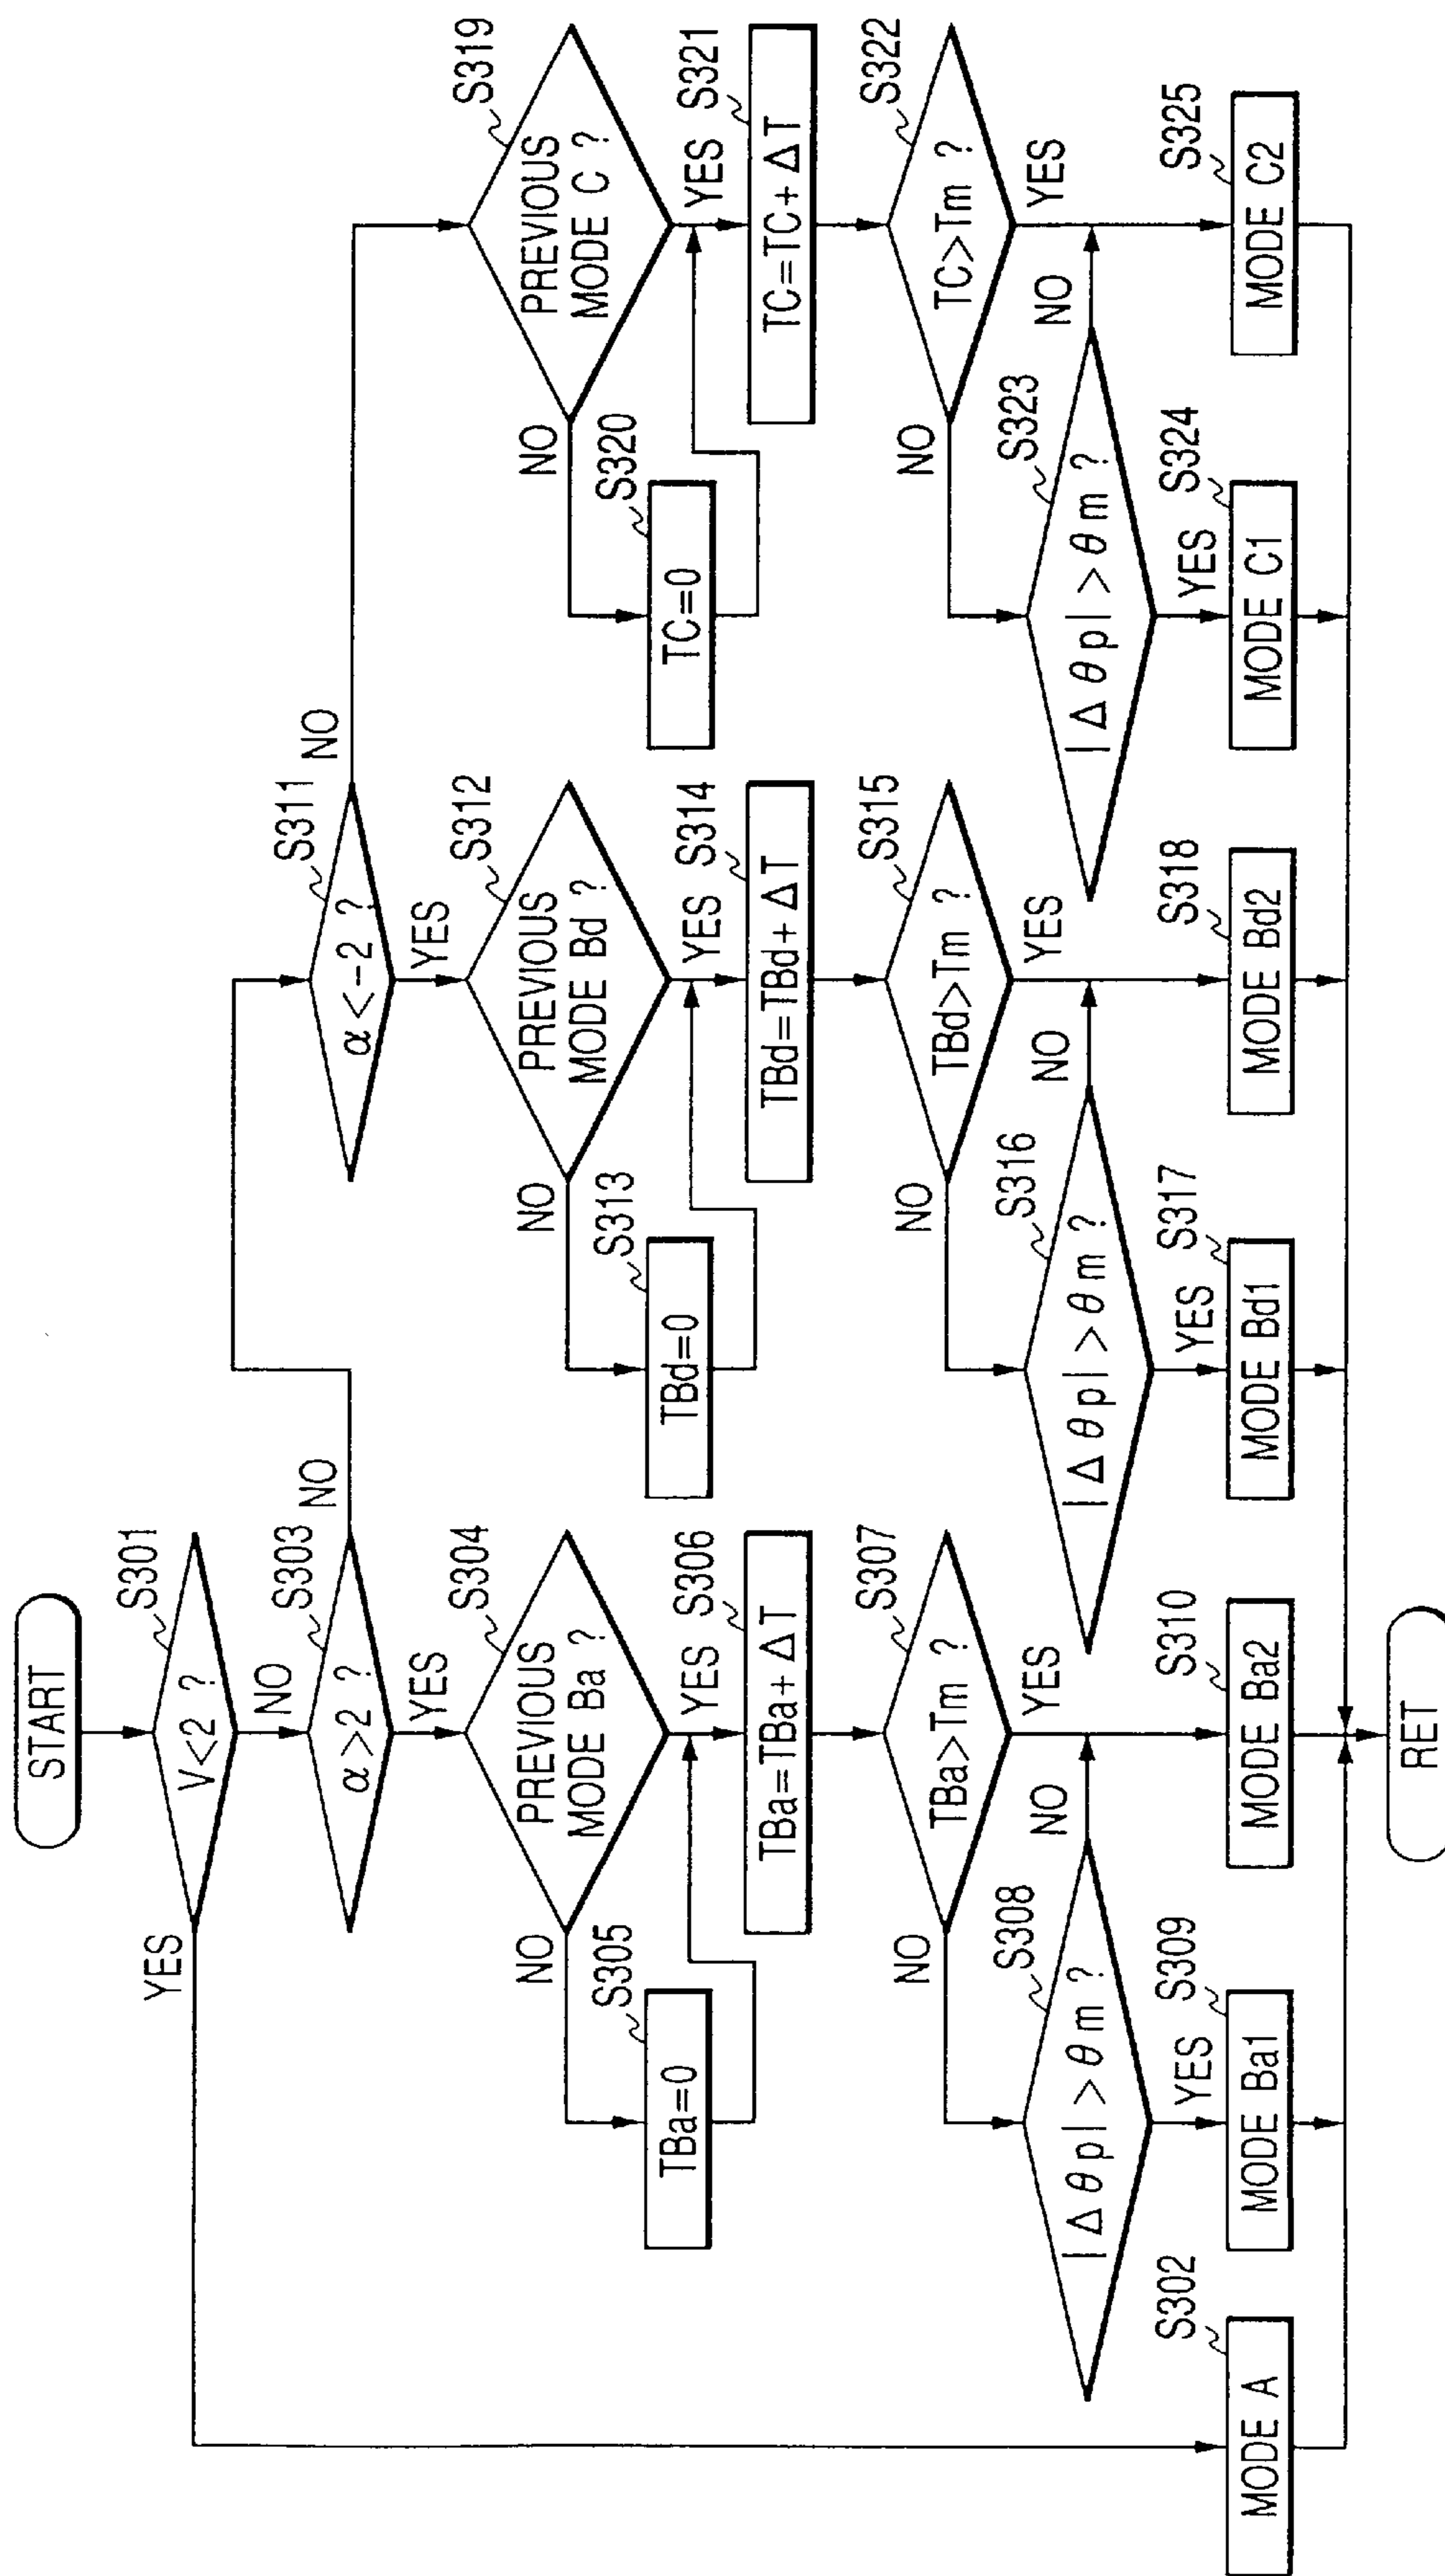 START
S301
V<2 ?
YES
NO
S303
α>2 ?
NO
YES
S304
PREVIOUS
MODE Ba ?
NO
YES
S305
TBa=0
S306
TBa=TBa+ΔT
S307
TBa>Tm ?
NO
YES
S308
|Δθp|>θm ?
NO
YES
S302
MODE A
S309
MODE Ba1
S310
MODE Ba2
S311
α<-2 ?
NO
YES
S312
PREVIOUS
MODE Bd ?
NO
YES
S313
TBd=0
S314
TBd=TBd+ΔT
S315
TBd>Tm ?
NO
YES
S316
|Δθp|>θm ?
NO
YES
S317
MODE Bd1
S318
MODE Bd2
S319
PREVIOUS
MODE C ?
NO
YES
S320
TC=0
S321
TC=TC+ΔT
S322
TC>Tm ?
NO
YES
S323
|Δθp|>θm ?
NO
YES
S324
MODE C1
S325
MODE C2
RET